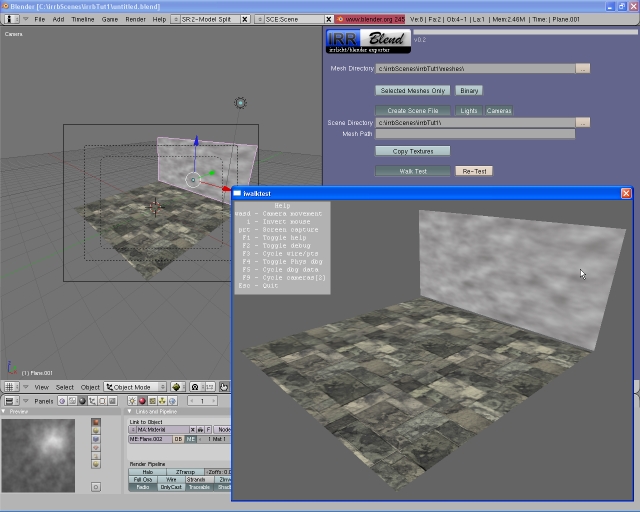 Blender [C:\irrbScenes\irrbTut1\untitled.blend]
File Add Timeline Game Render Help SR:2-Model Split SCE:Scene www.blender.org 245 Ve:8 | Fa:2 | Ob:4-1 | La:1 | Mem:2.46M | Time: | Plane.001
Camera
IRR Blend
irrlicht/blender exporter
v0.2
Mesh Directory c:\irrbScenes\irrbTut1\meshes\ ...
Selected Meshes Only Binary
Create Scene File Lights Cameras
Scene Directory c:\irrbScenes\irrbTut1\ ...
Mesh Path
Copy Textures
Walk Test Re-Test
iwalktest
Help
wasd - Camera movement
i - Invert mouse
prt - Screen capture
F1 - Toggle help
F2 - Toggle debug
F3 - Cycle wire/pts
F4 - Toggle Phys dbg
F5 - Cycle dbg data
F9 - Cycle cameras[2]
Esc - Quit
(1) Plane.001
View Select Object Object Mode
Panels 1
Preview Links and Pipeline
Link to Object
MA:Material X F Node
ME:Plane.002 OB ME 1 Mat 1
Render Pipeline
Halo ZTransp Zoffs: 0.0
Full Osa Wire Strands
Radio OnlyCast Traceable